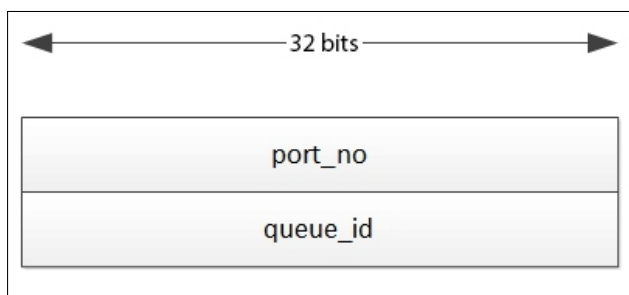 32 bits
port_no
queue_id